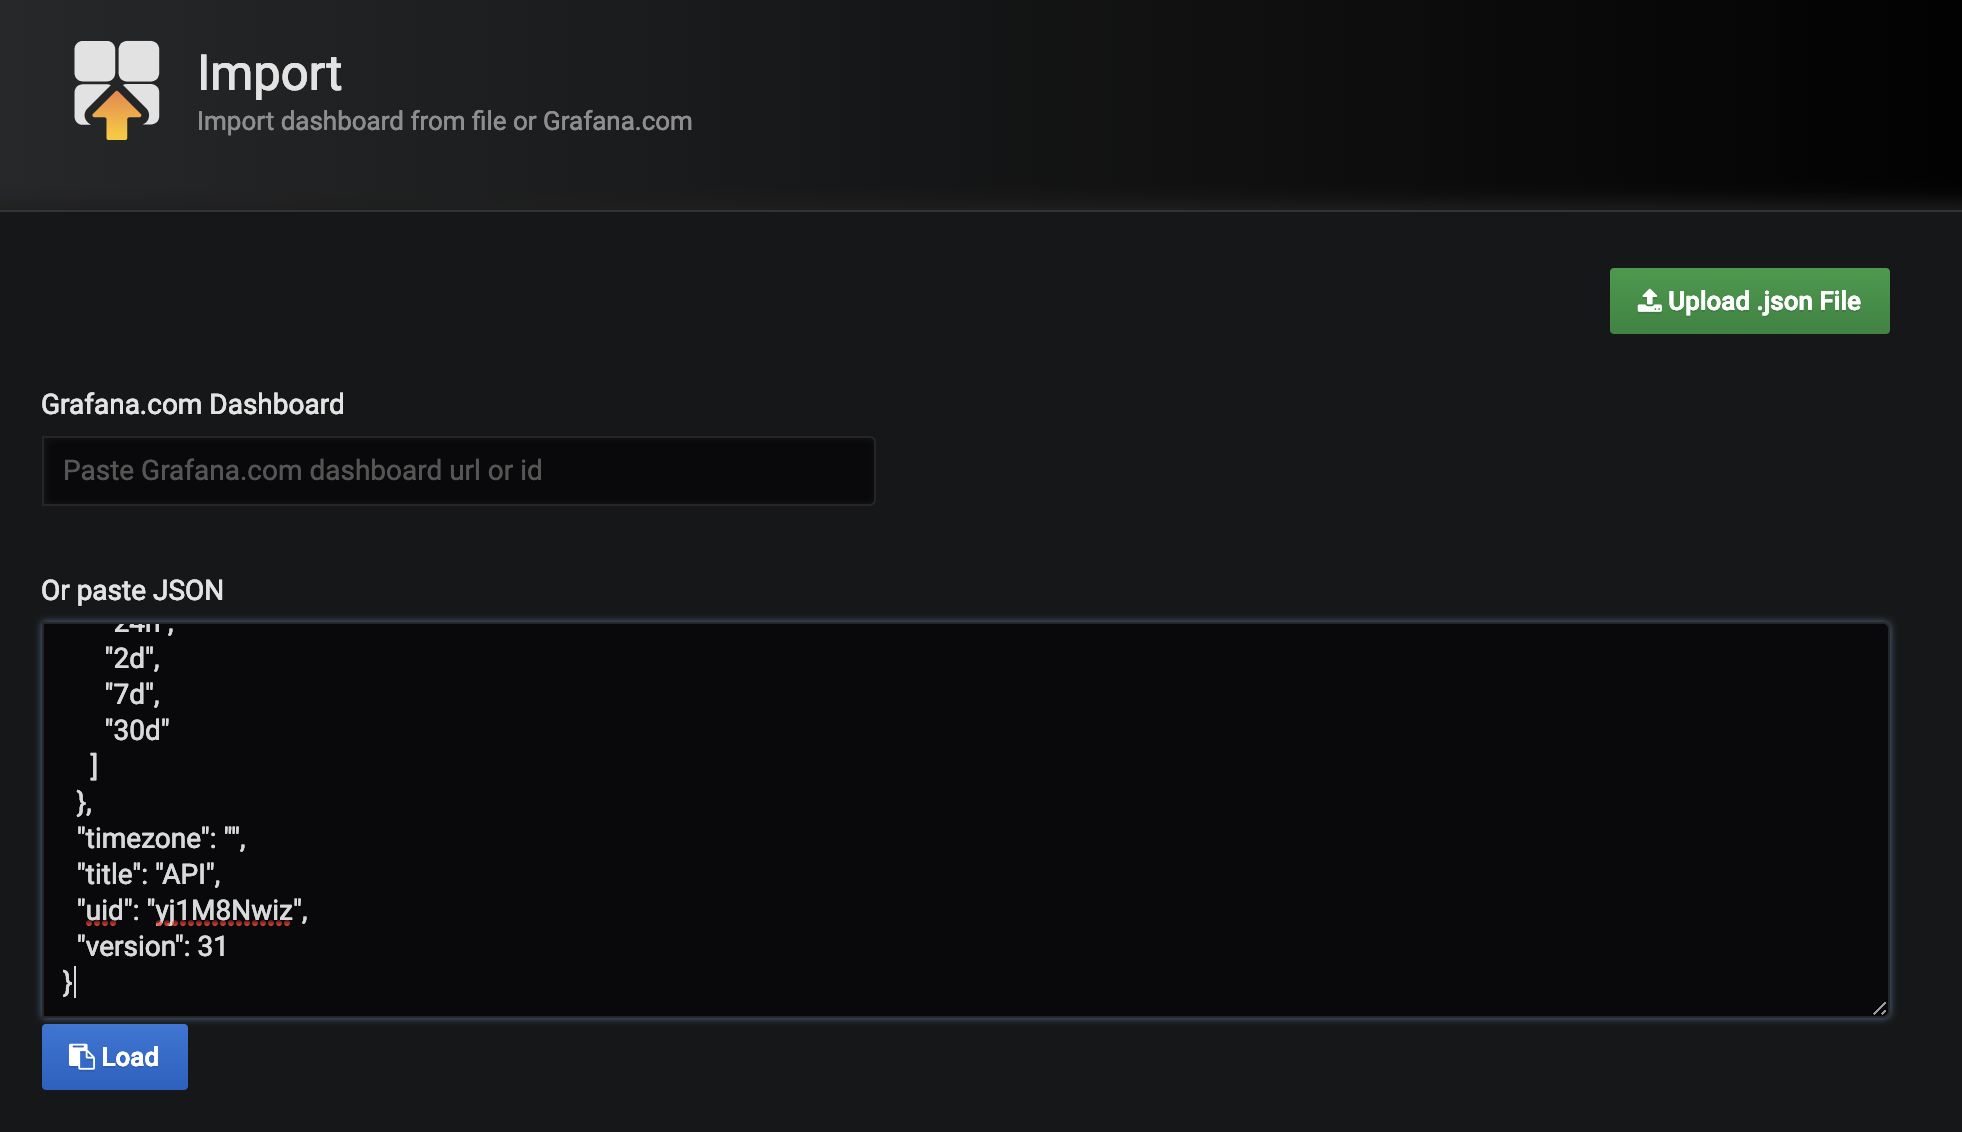 Import
Import dashboard from file or Grafana.com
Upload .json File
Grafana.com Dashboard
Paste Grafana.com dashboard url or id
Or paste JSON
"24h",
"2d",
"7d",
"30d"
]
},
"timezone": "",
"title": "API",
"uid": "yj1M8Nwiz",
"version": 31
}
Load